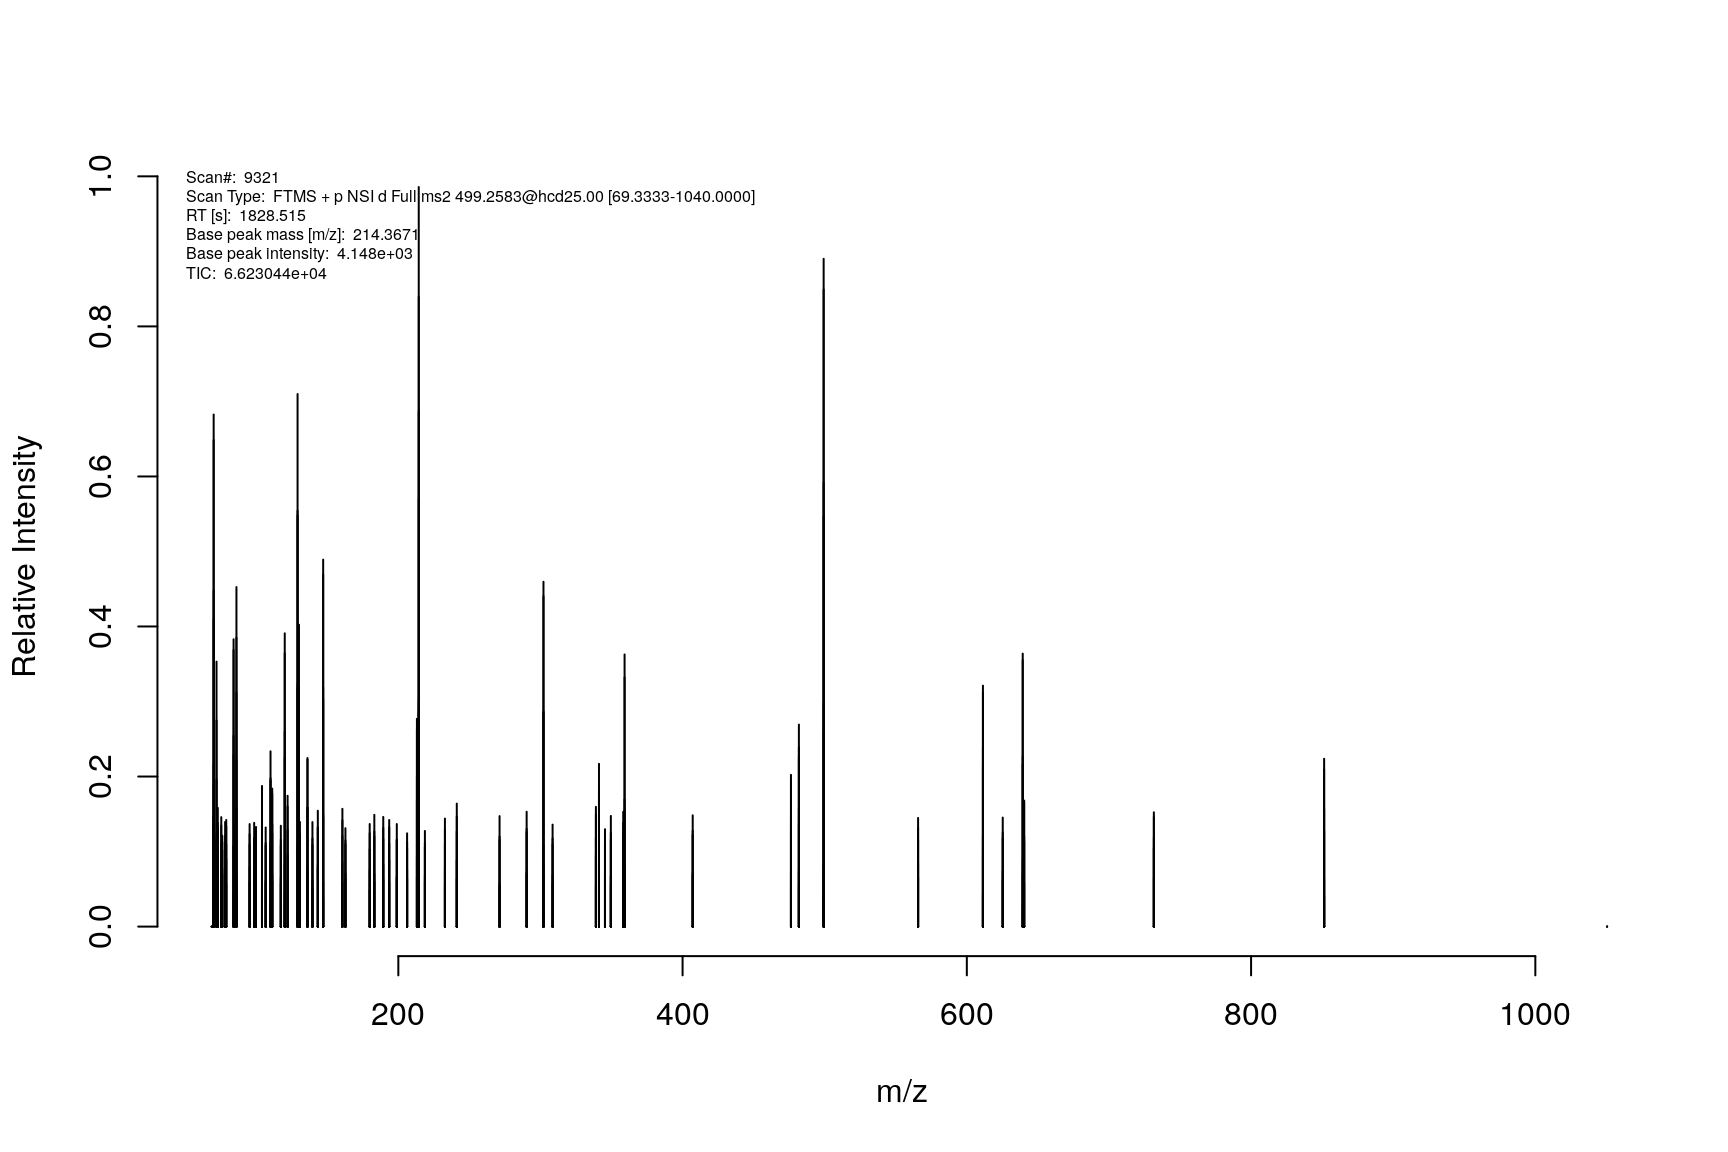 Scan#: 9321
Scan Type: FTMS + p NSI d Full ms2 499.2583@hcd25.00 [69.3333-1040.0000]
RT [s]: 1828.515
Base peak mass [m/z]: 214.3671
Base peak intensity: 4.148e+03
TIC: 6.623044e+04
1.0
0.8
0.6
0.4
0.2
0.0
Relative Intensity
200 400 600 800 1000
m/z